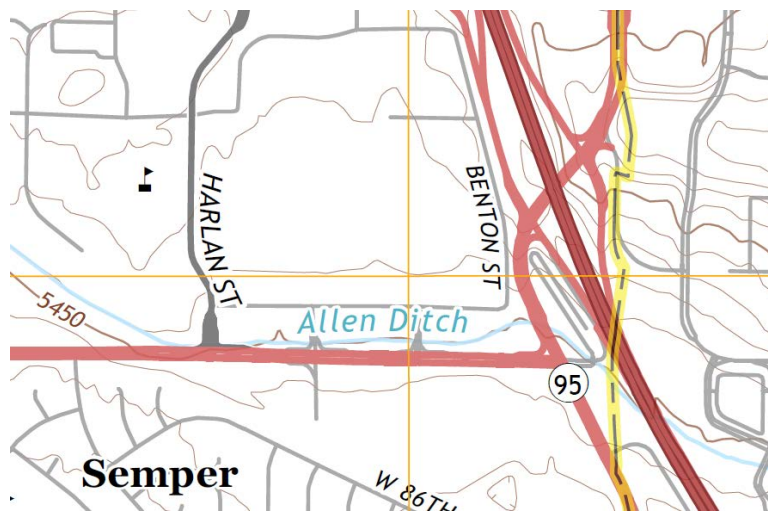 BENTON ST
HARLAN ST
5450
Allen Ditch
95
Semper
W 86TH